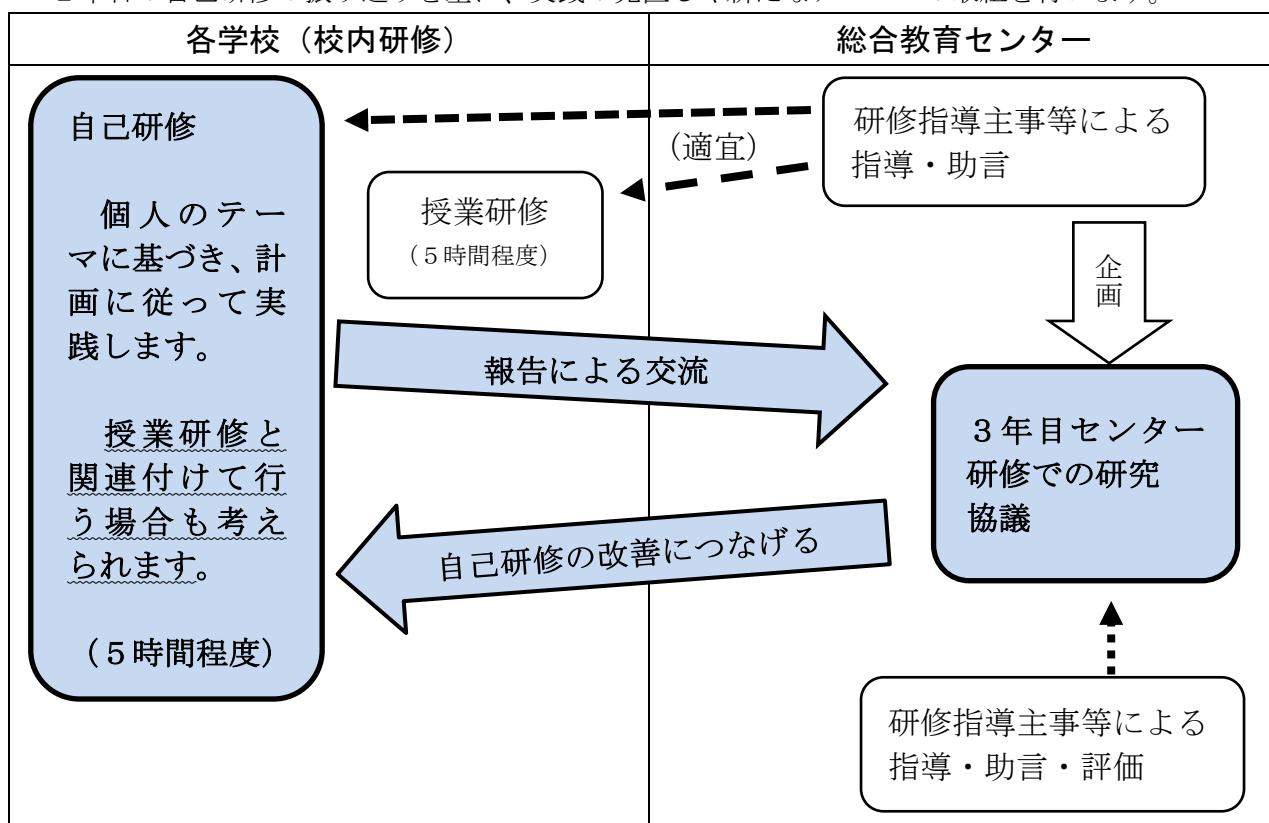 各学校（校内研修）
総合教育センター
自己研修
個人のテー
マに基づき、計
画に従って実
践します。
授業研修と
関連付けて行
う場合も考え
られます。
（５時間程度）
授業研修
（５時間程度）
（適宜）
研修指導主事等による
指導・助言
企画
報告による交流
３年目センター
研修での研究
協議
自己研修の改善につなげる
研修指導主事等による
指導・助言・評価